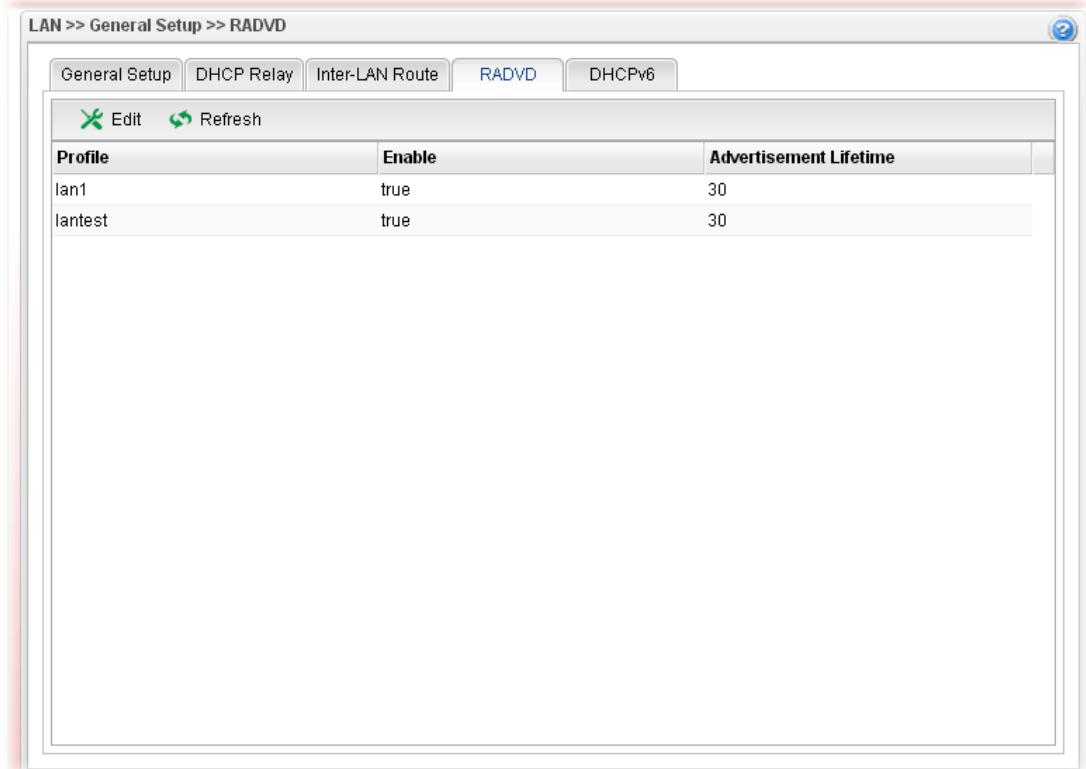 LAN >> General Setup >> RADVD
General Setup DHCP Relay Inter-LAN Route RADVD DHCPv6
Edit Refresh
Profile Enable Advertisement Lifetime
lan1 true 30
lantest true 30